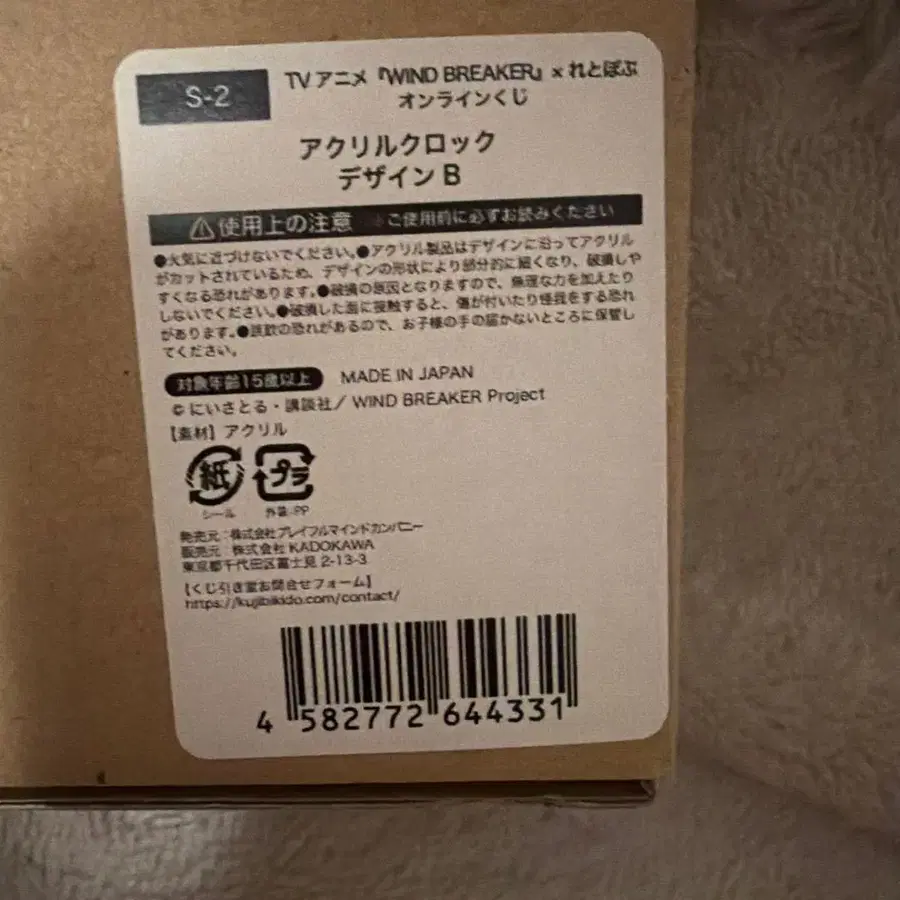 S-2
TVアニメ『WIND BREAKER』×れとぽぷ
オンラインくじ
アクリルクロック
デザインB
⚠使用上の注意 ※ご使用前に必ずお読みください
●火気に近づけないでください。●アクリル製品はデザインに沿ってアクリル
がカットされているため、デザインの形状により部分的に細くなり、破損しや
すくなる恐れがあります。●破損の原因となりますので、無理な力を加えたり
しないでください。●破損した面に接触すると、傷が付いたり怪我をする恐れ
があります。●誤飲の恐れがあるので、お子様の手の届かないところに保管し
てください。
対象年齢15歳以上 MADE IN JAPAN
©にいさとる・講談社/WIND BREAKER Project
【素材】アクリル
紙 プラ
シール 外装:PP
発売元:株式会社プレイフルマインドカンパニー
販売元:株式会社KADOKAWA
東京都千代田区富士見2-13-3
【くじ引き堂お問合せフォーム】
https://kujibikido.com/contact/
4 582772 644331